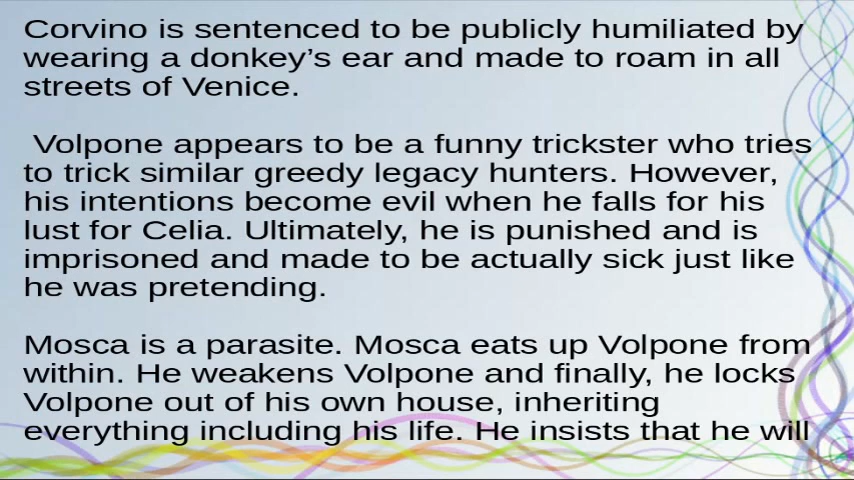 Corvino is sentenced to be publicly humiliated by
wearing a donkey’s ear and made to roam in all
streets of Venice.
Volpone appears to be a funny trickster who tries
to trick similar greedy legacy hunters. However,
his intentions become evil when he falls for his
lust for Celia. Ultimately, he is punished and is
imprisoned and made to be actually sick just like
he was pretending.
Mosca is a parasite. Mosca eats up Volpone from
within. He weakens Volpone and finally, he locks
Volpone out of his own house, inheriting
everything including his life. He insists that he will